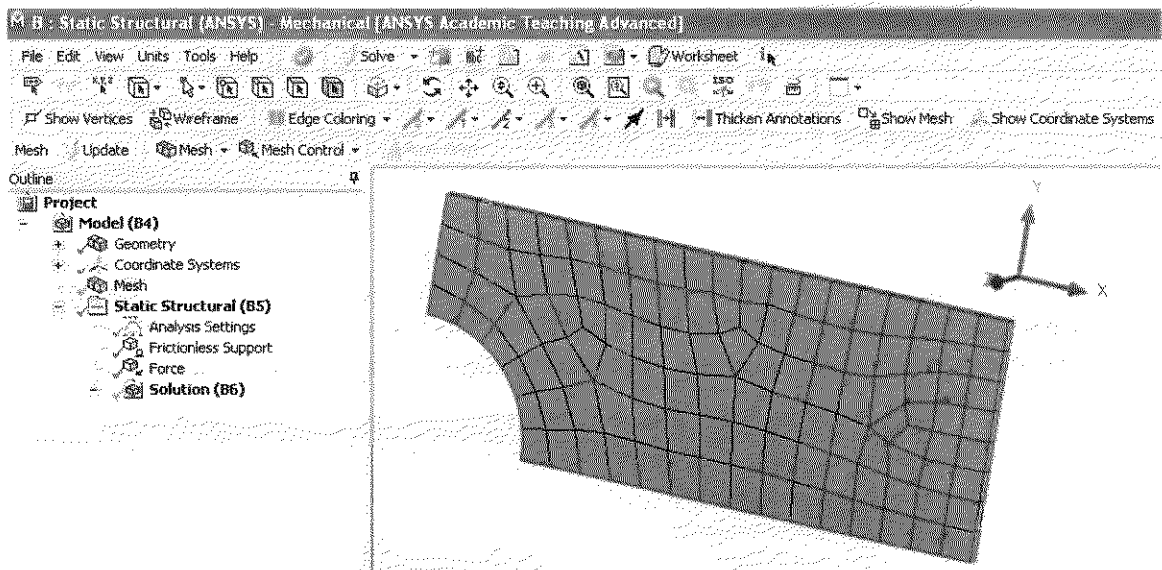 B : Static Structural (ANSYS) - Mechanical [ANSYS Academic Teaching Advanced]
File Edit View Units Tools Help Solve Worksheet
Show Vertices Wireframe Edge Coloring Thicken Annotations Show Mesh Show Coordinate Systems
Mesh Update Mesh Mesh Control
Outline
Project
Model (B4)
Geometry
Coordinate Systems
Mesh
Static Structural (B5)
Analysis Settings
Frictionless Support
Force
Solution (B6)
Y
X